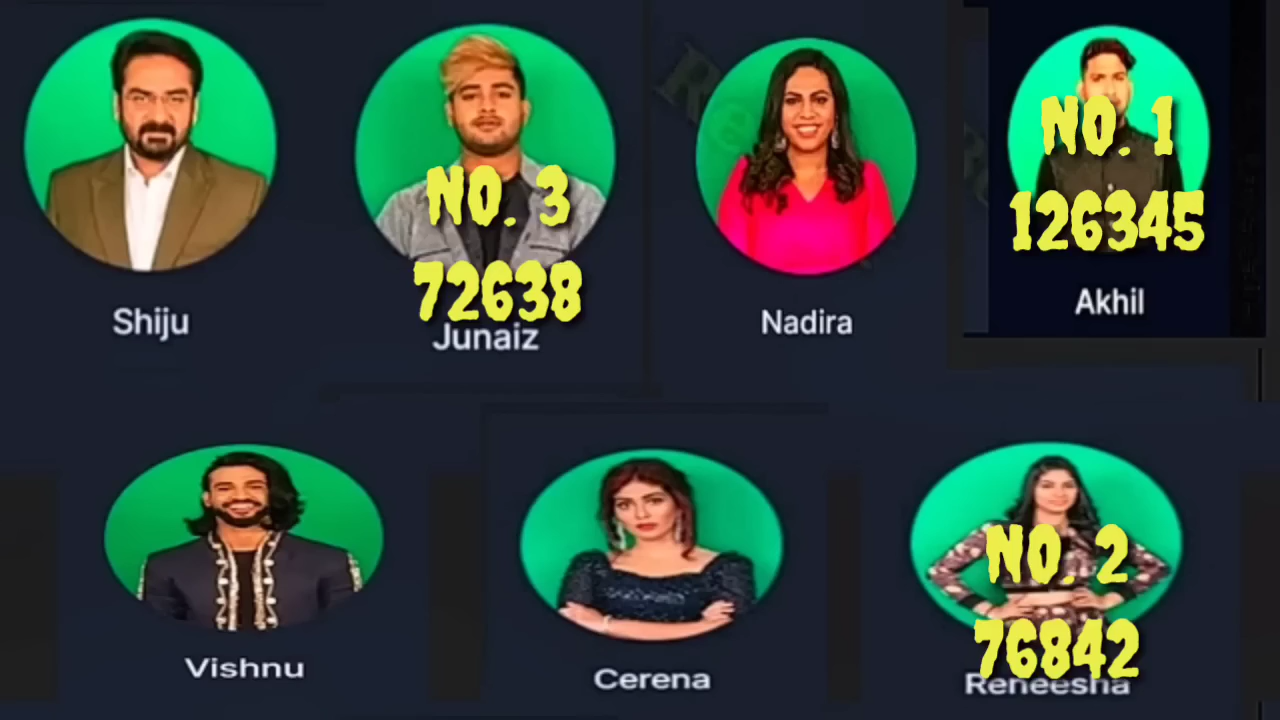 Shiju
NO. 3
72638
Junaiz
Nadira
NO. 1
126345
Akhil
Vishnu
Cerena
NO. 2
76842
Reneesha